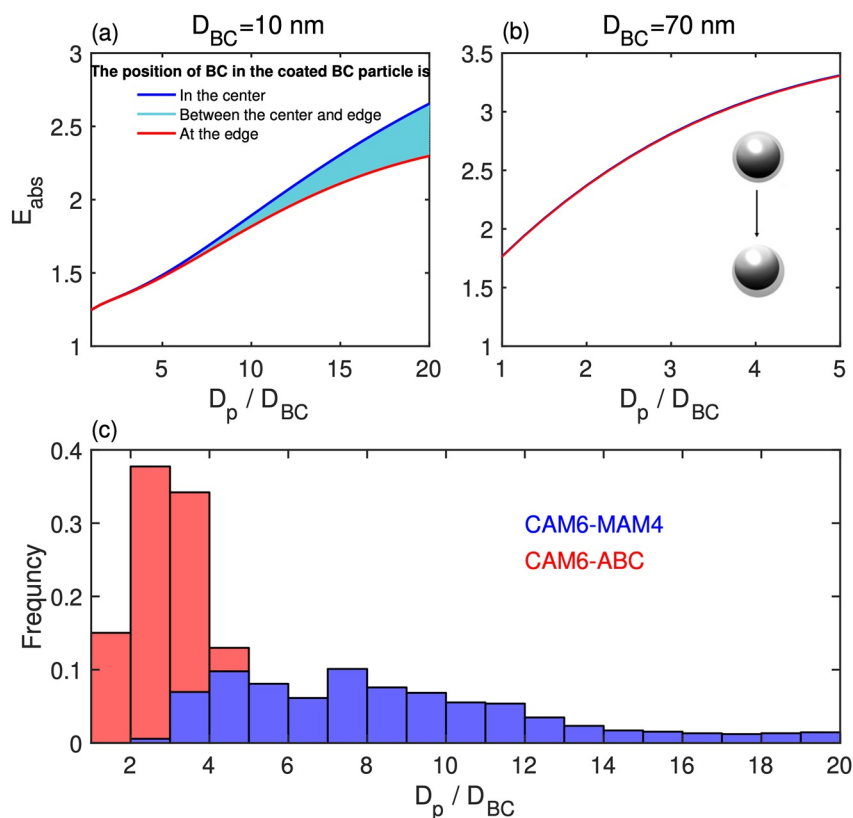 (a) D_BC=10 nm
(b) D_BC=70 nm
3
2.5
2
1.5
1
E_abs
The position of BC in the coated BC particle is
In the center
Between the center and edge
At the edge
5 10 15 20
D_p / D_BC
3.5
3
2.5
2
1.5
1
1 2 3 4 5
D_p / D_BC
(c)
0.4
0.3
0.2
0.1
0
Frequncy
CAM6-MAM4
CAM6-ABC
2 4 6 8 10 12 14 16 18 20
D_p / D_BC